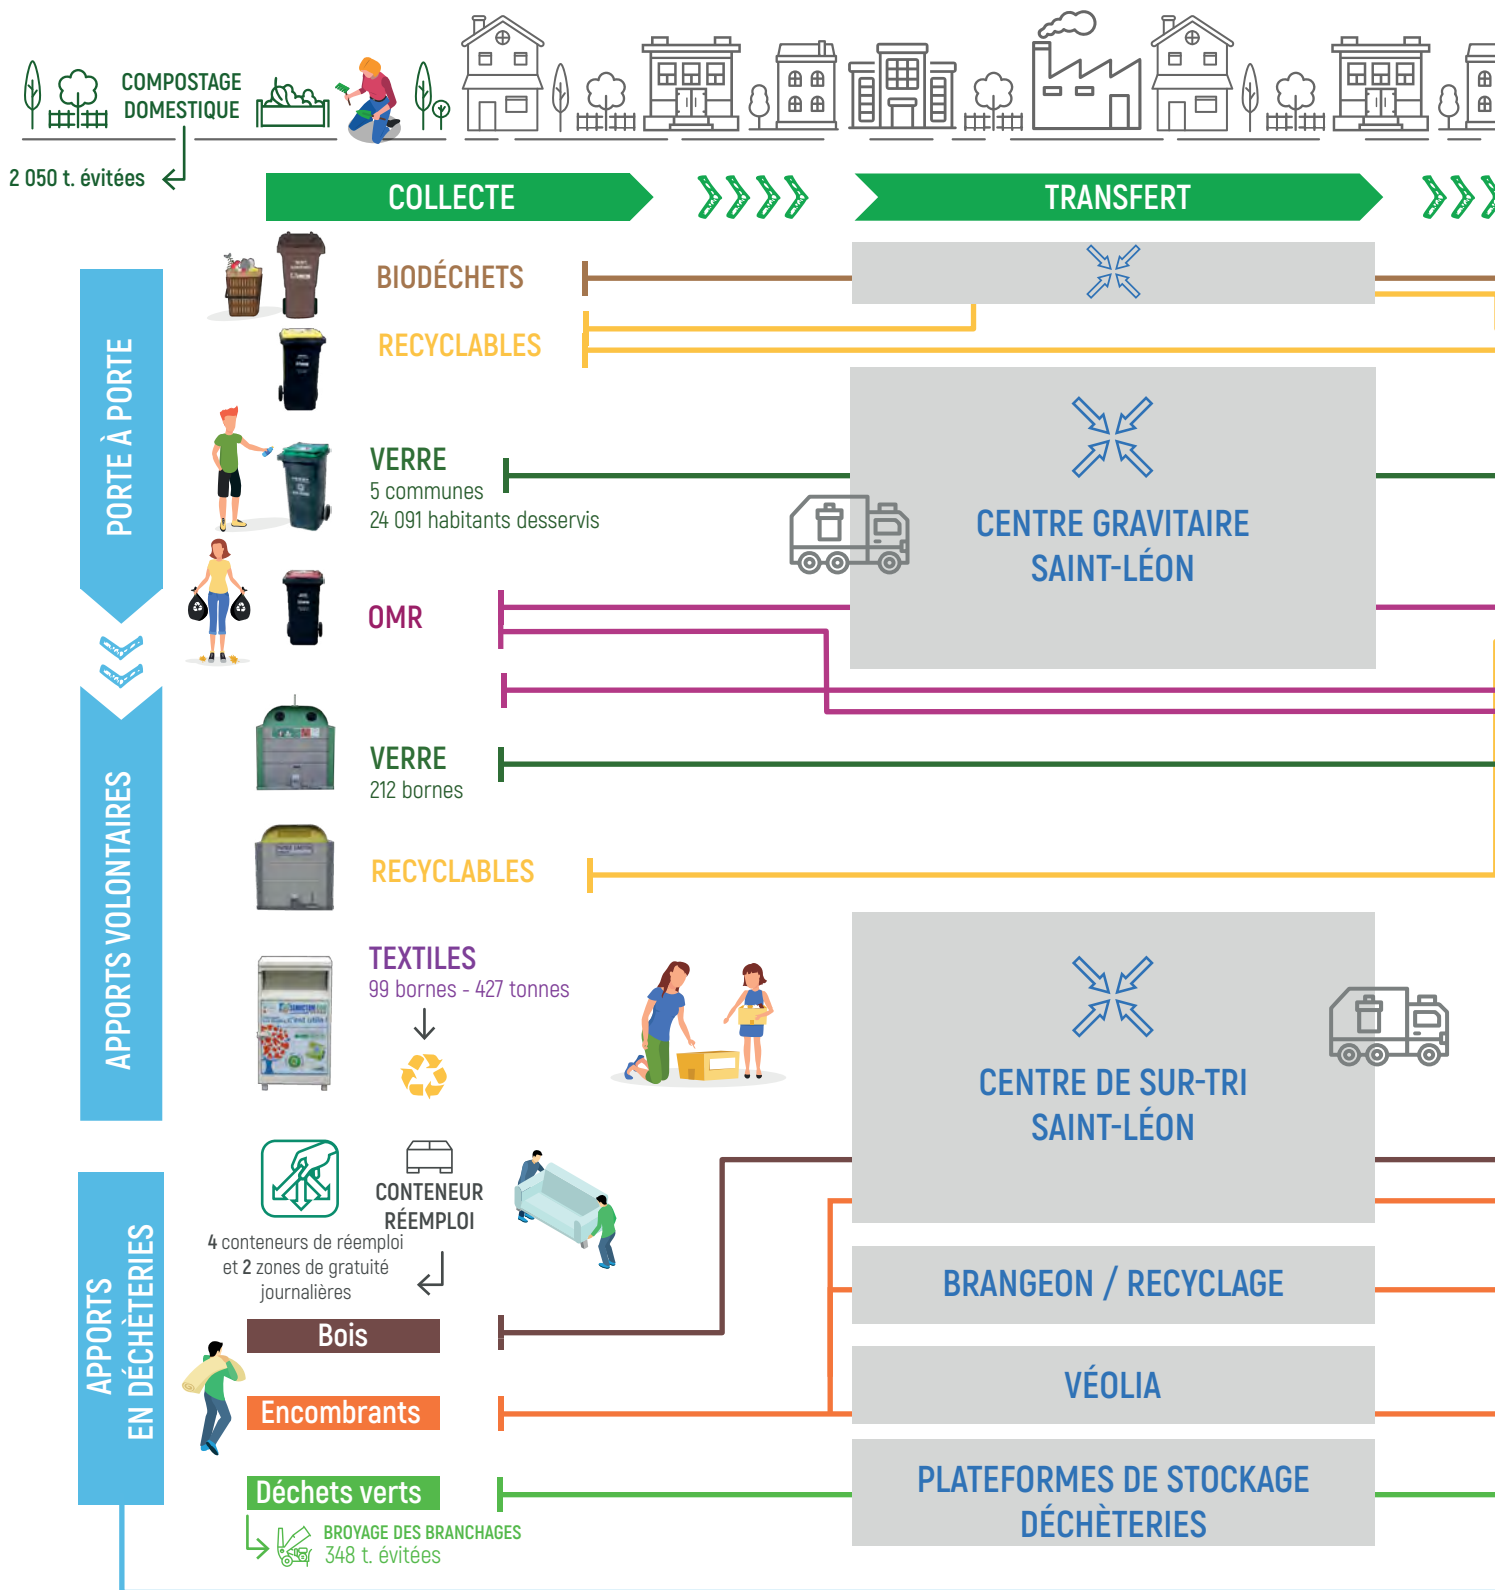 COMPOSTAGE
DOMESTIQUE
2 050 t. évitées
COLLECTE
TRANSFERT
PORTE À PORTE
BIODÉCHETS
RECYCLABLES
VERRE
5 communes
24 091 habitants desservis
CENTRE GRAVITAIRE
SAINT-LÉON
OMR
APPORTS VOLONTAIRES
VERRE
212 bornes
RECYCLABLES
TEXTILES
99 bornes - 427 tonnes
CENTRE DE SUR-TRI
SAINT-LÉON
APPORTS
EN DÉCHÈTERIES
CONTENEUR
RÉEMPLOI
4 conteneurs de réemploi
et 2 zones de gratuité
journalières
BRANGEON / RECYCLAGE
Bois
VÉOLIA
Encombrants
PLATEFORMES DE STOCKAGE
DÉCHÈTERIES
Déchets verts
BROYAGE DES BRANCHAGES
348 t. évitées